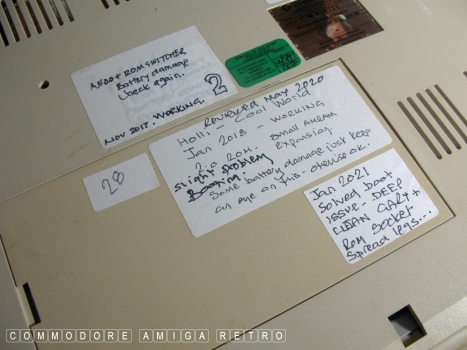 A500+ ROM SWITCHER
Battery damage
check again.
NOV 2017. WORKING. 2
REVIEWED MAY 2020
Holli - Cool World
Jan 2018 - WORKING
2.0 ROM. Small AMRAM
Expansion.
slight problem
Booting.
Some battery damage just keep
an eye on this. otherwise ok.
28
Jan 2021
Solved boot
issue. DEEP
CLEAN GARY +
ROM socket
Spread legs...
COMMODORE AMIGA RETRO